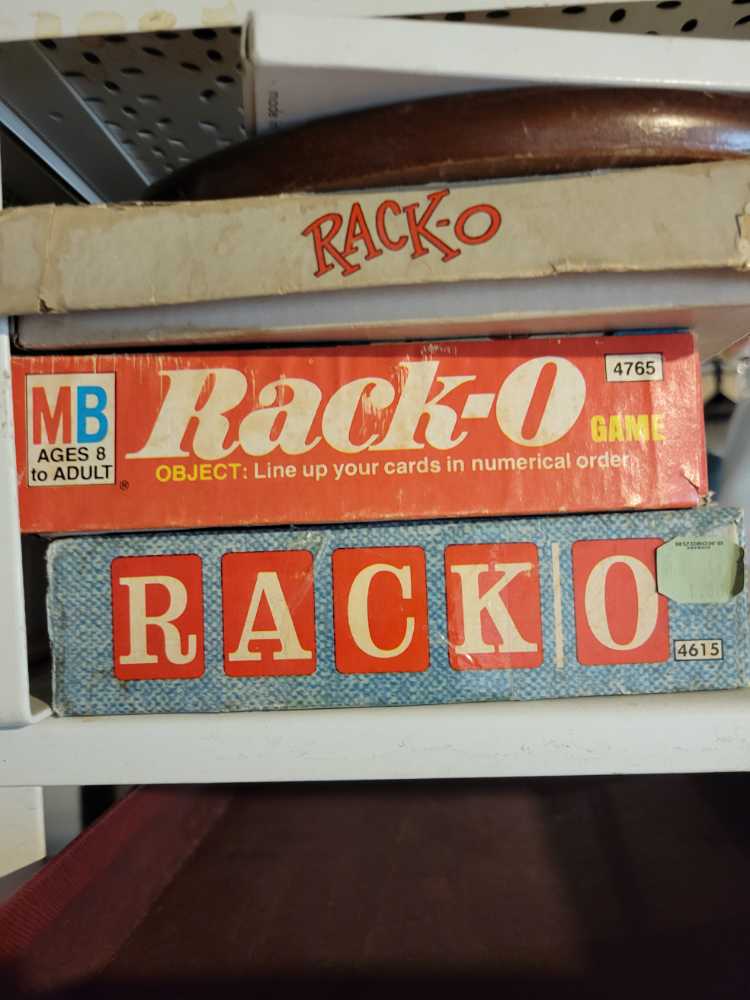 made
RACK-O
MB
AGES 8
to ADULT
®
Rack-O
GAME
4765
OBJECT: Line up your cards in numerical order
RACK|O
4615